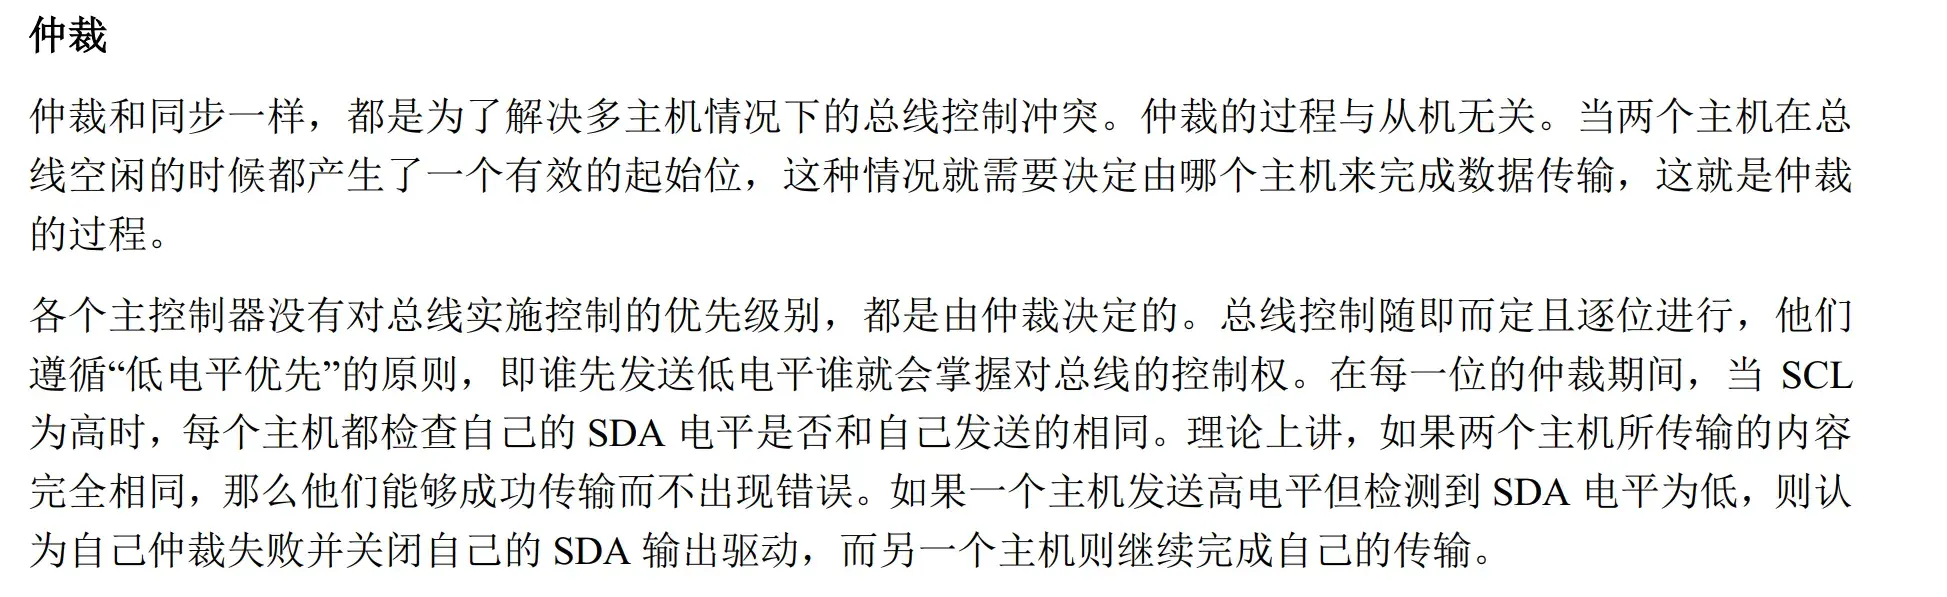 仲裁
仲裁和同步一样，都是为了解决多主机情况下的总线控制冲突。仲裁的过程与从机无关。当两个主机在总
线空闲的时候都产生了一个有效的起始位，这种情况就需要决定由哪个主机来完成数据传输，这就是仲裁
的过程。
各个主控制器没有对总线实施控制的优先级别，都是由仲裁决定的。总线控制随即而定且逐位进行，他们
遵循“低电平优先”的原则，即谁先发送低电平谁就会掌握对总线的控制权。在每一位的仲裁期间，当 SCL
为高时，每个主机都检查自己的 SDA 电平是否和自己发送的相同。理论上讲，如果两个主机所传输的内容
完全相同，那么他们能够成功传输而不出现错误。如果一个主机发送高电平但检测到 SDA 电平为低，则认
为自己仲裁失败并关闭自己的 SDA 输出驱动，而另一个主机则继续完成自己的传输。